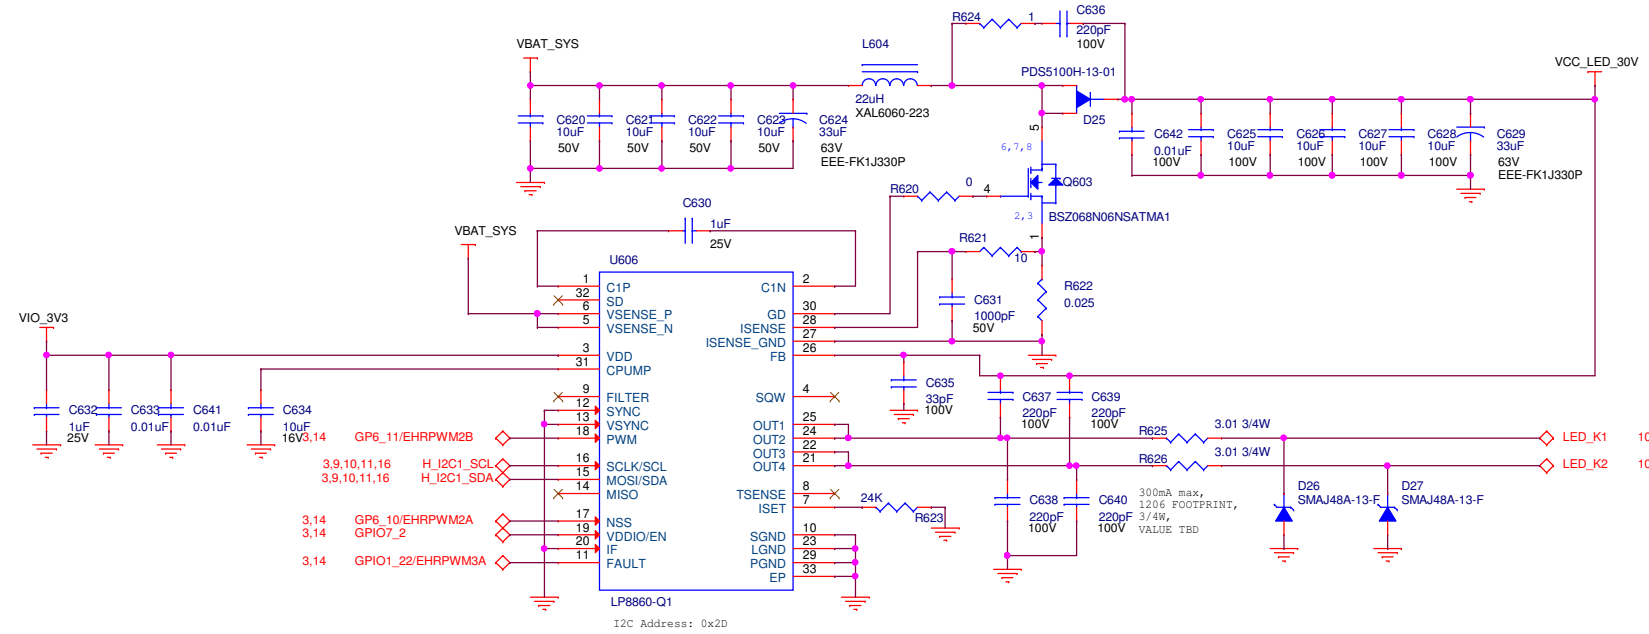 R624
1
C636
220pF
100V
VBAT_SYS
L604
22uH
XAL6060-223
PDS5100H-13-01
D25
VCC_LED_30V
C620
10uF
50V
C621
10uF
50V
C622
10uF
50V
C623
10uF
50V
C624
33uF
63V
EEE-FK1J330P
C642
0.01uF
100V
C625
10uF
100V
C626
10uF
100V
C627
10uF
100V
C628
10uF
100V
C629
33uF
63V
EEE-FK1J330P
5
6,7,8
Q603
R620
0
4
2,3
BSZ068N06NSATMA1
1
C630
1uF
25V
VBAT_SYS
R621
10
R622
0.025
C631
1000pF
50V
U606
1
C1P
32
SD
6
VSENSE_P
5
VSENSE_N
3
VDD
31
CPUMP
9
FILTER
12
SYNC
13
VSYNC
18
PWM
16
SCLK/SCL
15
MOSI/SDA
14
MISO
17
NSS
19
VDDIO/EN
20
IF
11
FAULT
2
C1N
30
GD
28
ISENSE
27
ISENSE_GND
26
FB
4
SQW
25
OUT1
24
OUT2
22
OUT3
21
OUT4
8
TSENSE
7
ISET
10
SGND
23
LGND
29
PGND
33
EP
LP8860-Q1
I2C Address: 0x2D
VIO_3V3
C632
1uF
25V
C633
0.01uF
C641
0.01uF
C634
10uF
16V
3,14 GP6_11/EHRPWM2B
3,9,10,11,16 H_I2C1_SCL
3,9,10,11,16 H_I2C1_SDA
3,14 GP6_10/EHRPWM2A
3,14 GPIO7_2
3,14 GPIO1_22/EHRPWM3A
C635
33pF
100V
C637
220pF
100V
C639
220pF
100V
R625
3.01 3/4W
R626
3.01 3/4W
LED_K1 10
LED_K2 10
24K
R623
C638
220pF
100V
C640
220pF
100V
300mA max,
1206 FOOTPRINT,
3/4W,
VALUE TBD
D26
SMAJ48A-13-F
D27
SMAJ48A-13-F